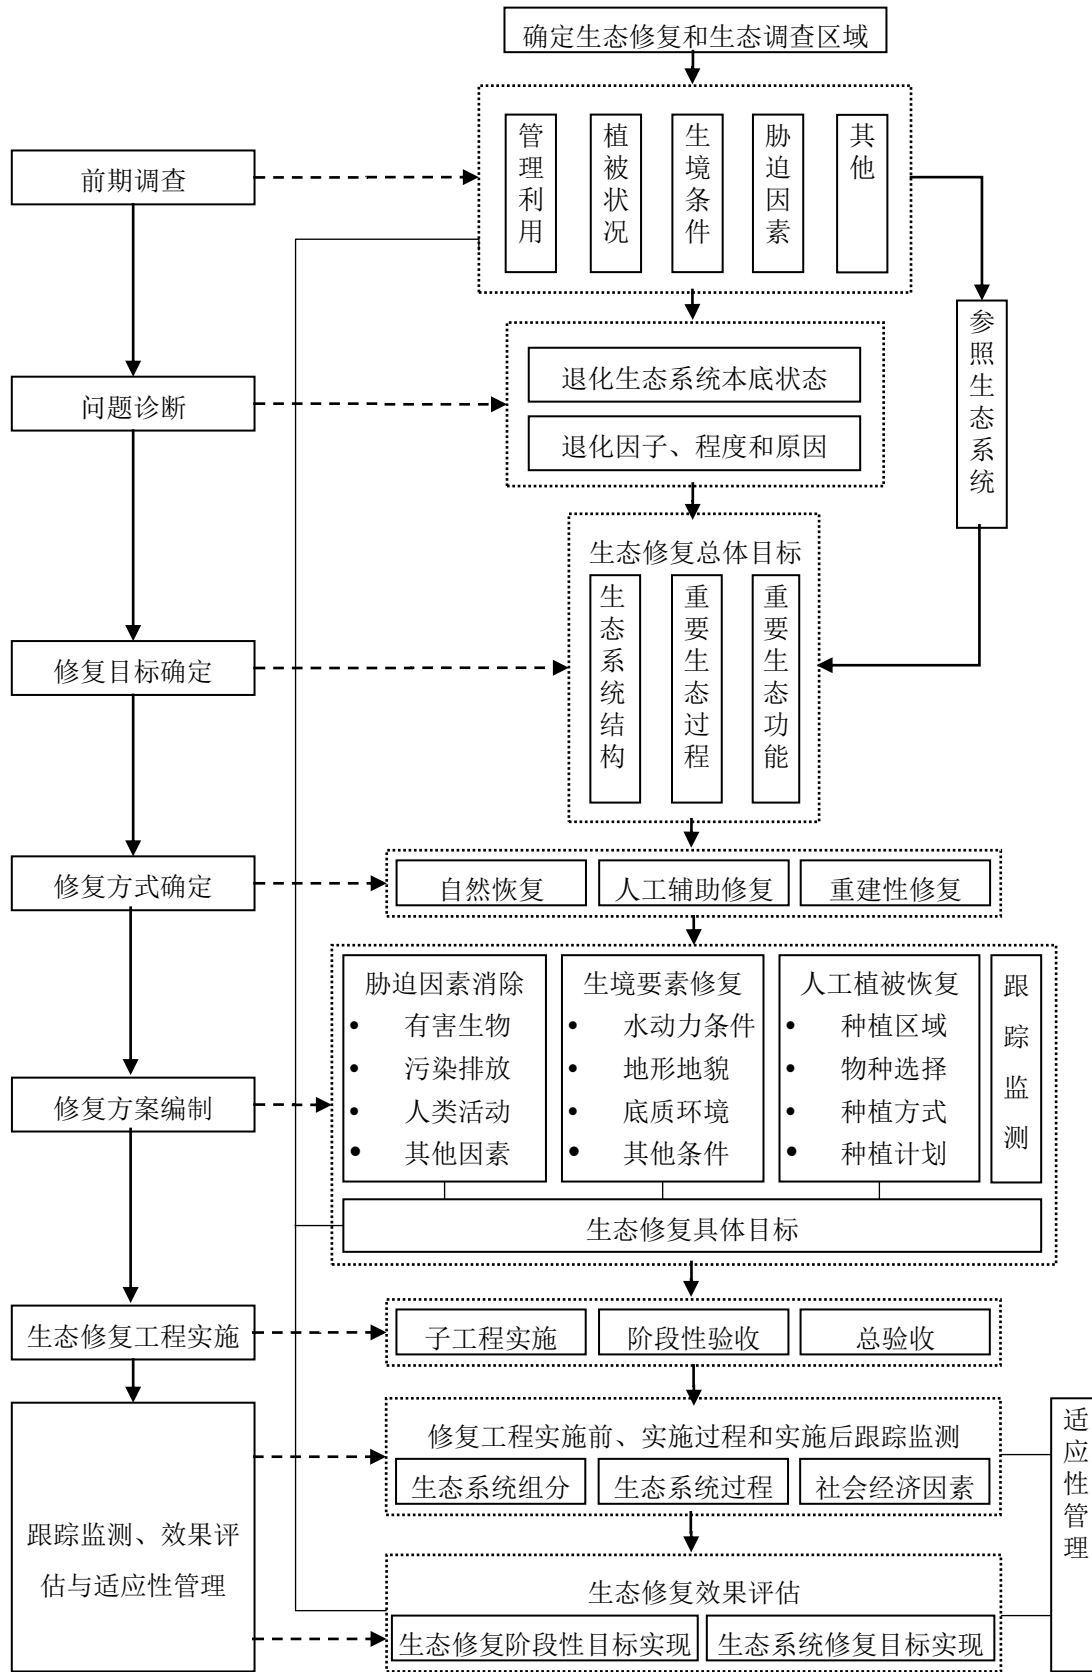 确定生态修复和生态调查区域
前期调查
管理利用
植被状况
生境条件
胁迫因素
其他
参照生态系统
问题诊断
退化生态系统本底状态
退化因子、程度和原因
修复目标确定
生态修复总体目标
生态系统结构
重要生态过程
重要生态功能
修复方式确定
自然恢复
人工辅助修复
重建性修复
修复方案编制
胁迫因素消除
• 有害生物
• 污染排放
• 人类活动
• 其他因素
生境要素修复
• 水动力条件
• 地形地貌
• 底质环境
• 其他条件
人工植被恢复
• 种植区域
• 物种选择
• 种植方式
• 种植计划
跟踪监测
生态修复具体目标
生态修复工程实施
子工程实施
阶段性验收
总验收
跟踪监测、效果评
估与适应性管理
修复工程实施前、实施过程和实施后跟踪监测
生态系统组分
生态系统过程
社会经济因素
适应性管理
生态修复效果评估
生态修复阶段性目标实现
生态系统修复目标实现